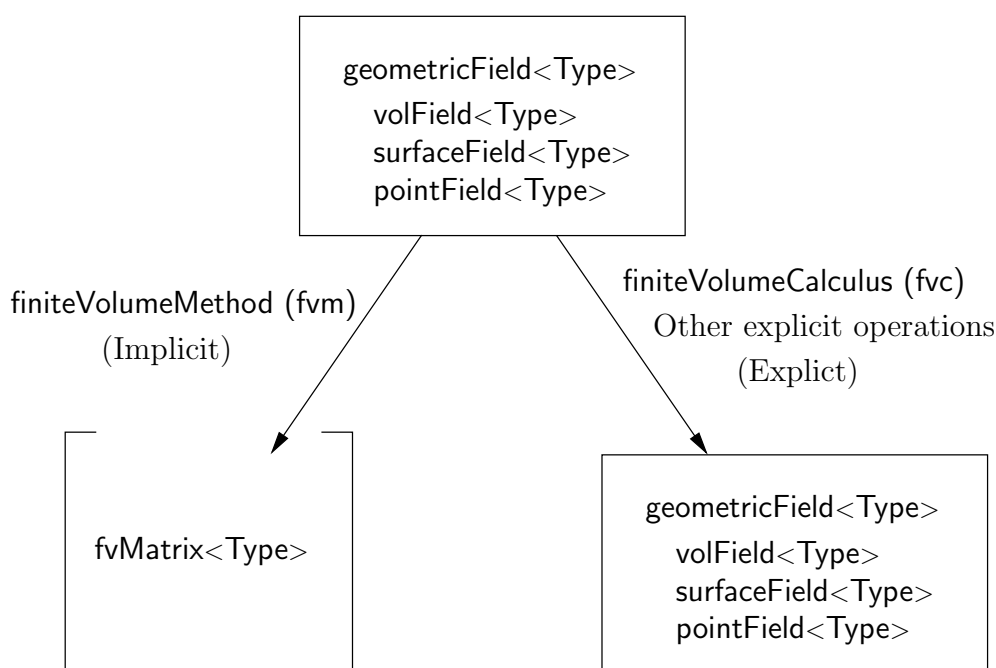 geometricField<Type>
volField<Type>
surfaceField<Type>
pointField<Type>
finiteVolumeMethod (fvm)
(Implicit)
finiteVolumeCalculus (fvc)
Other explicit operations
(Explict)
fvMatrix<Type>
geometricField<Type>
volField<Type>
surfaceField<Type>
pointField<Type>